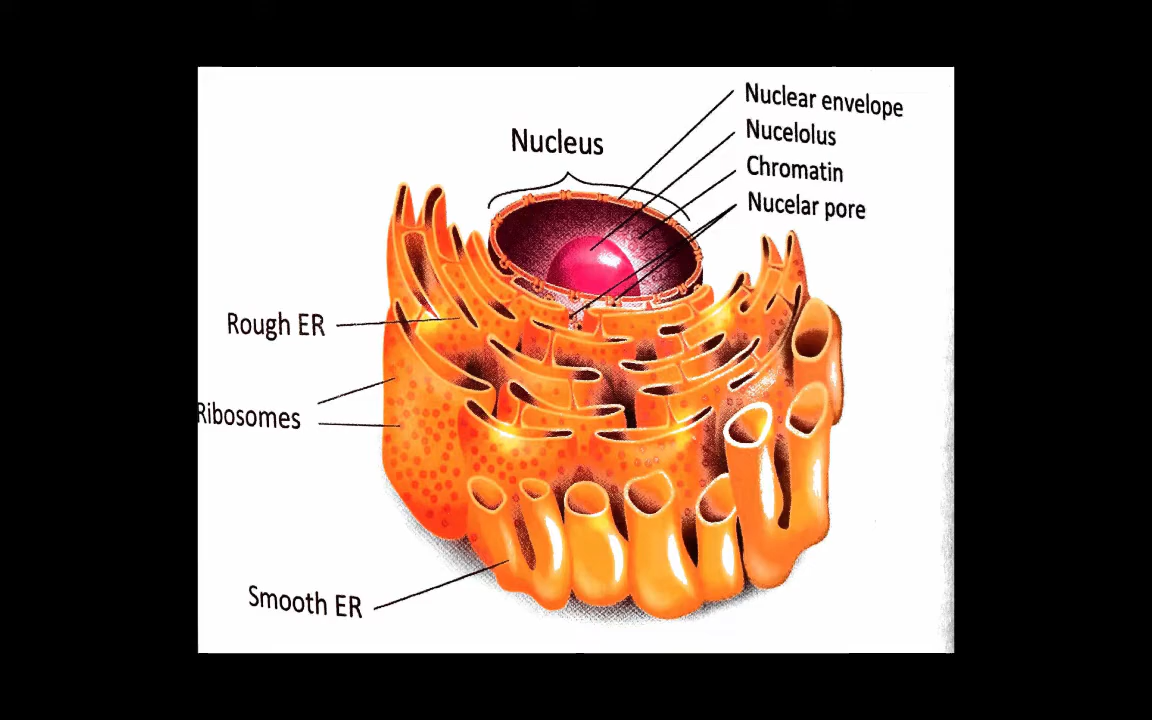 Nuclear envelope
Nucelolus
Nucleus
Chromatin
Nucelar pore
Rough ER
Ribosomes
Smooth ER